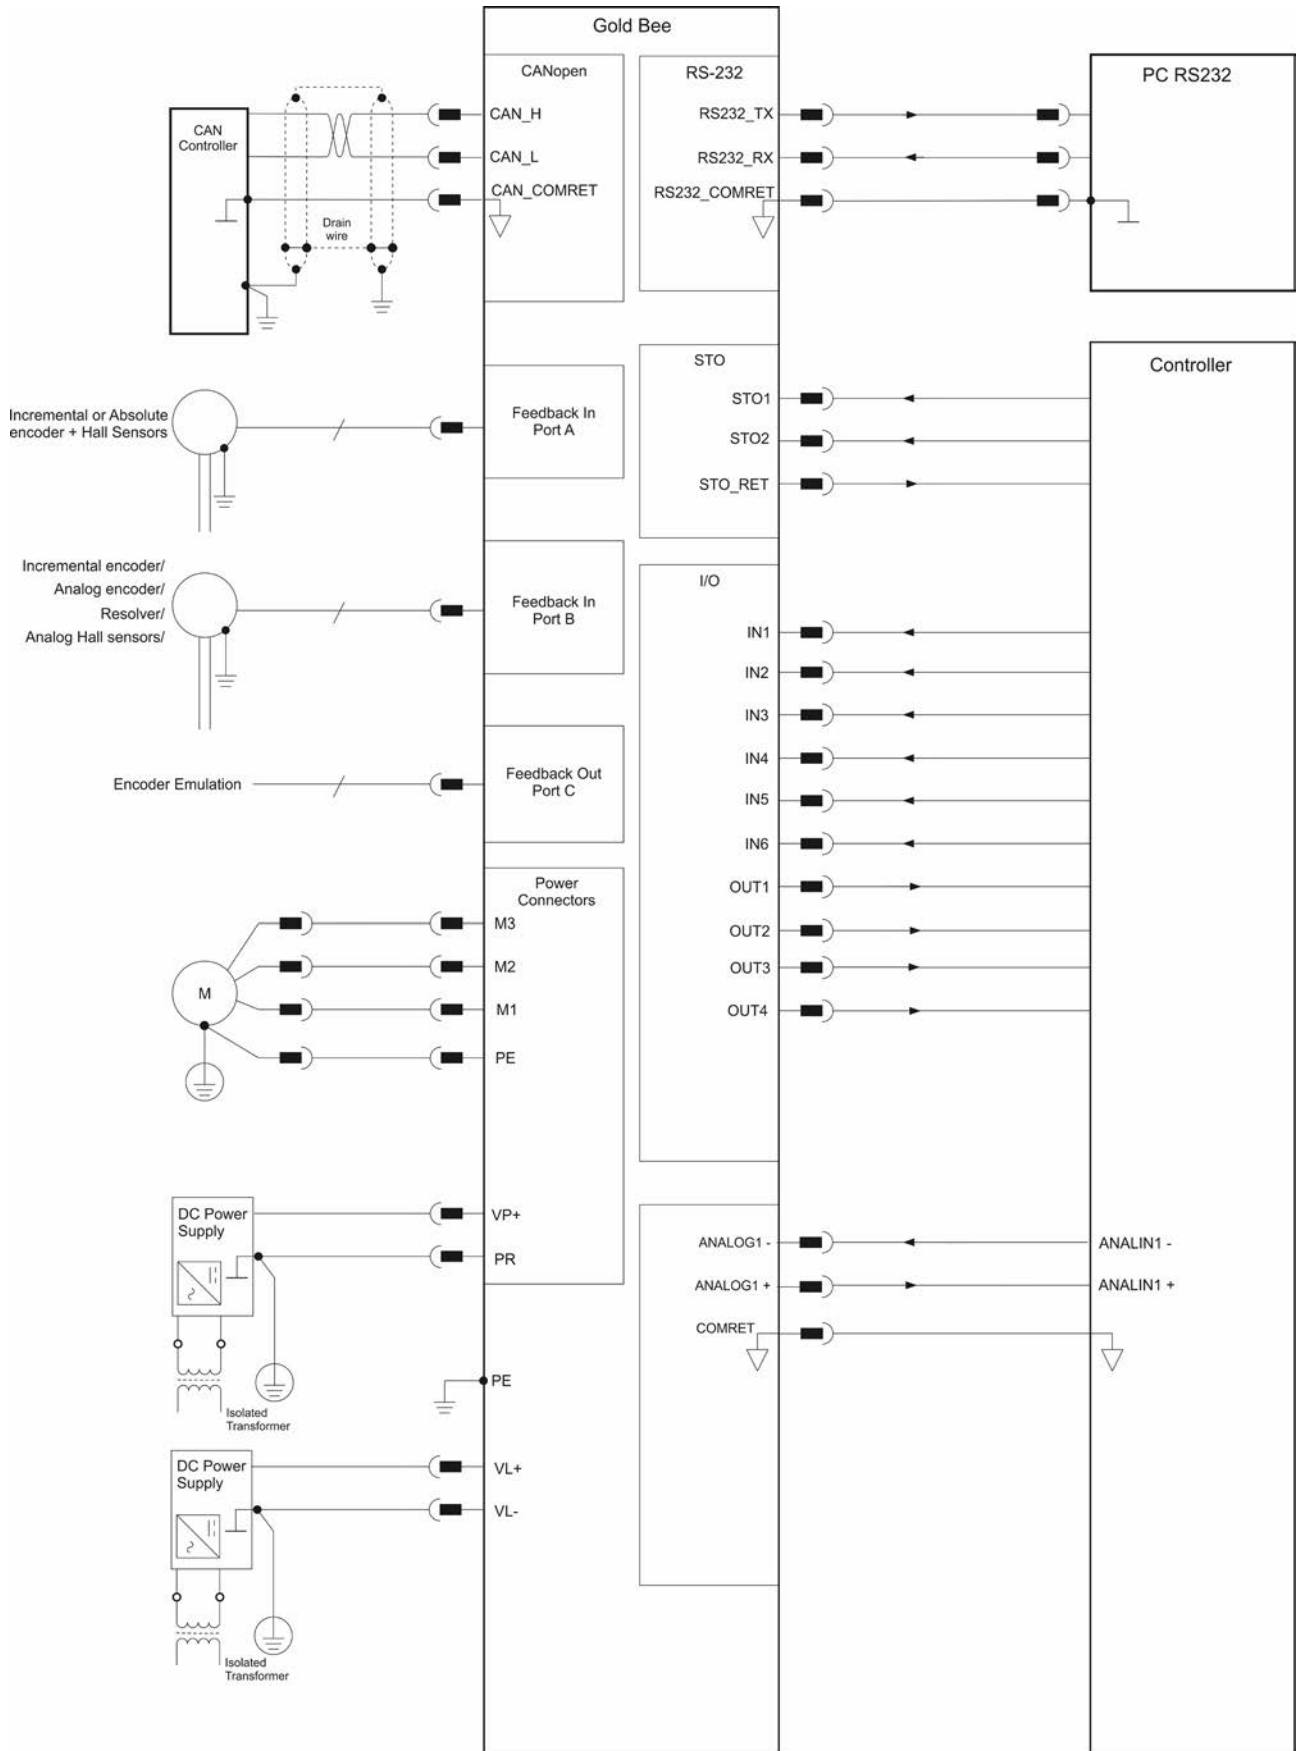 Gold Bee
CANopen
RS-232
PC RS232
CAN
Controller
CAN_H
CAN_L
CAN_COMRET
Drain
wire
RS232_TX
RS232_RX
RS232_COMRET
STO
STO1
STO2
STO_RET
Controller
Incremental or Absolute
encoder + Hall Sensors
Feedback In
Port A
Incremental encoder/
Analog encoder/
Resolver/
Analog Hall sensors/
Feedback In
Port B
I/O
IN1
IN2
IN3
IN4
IN5
IN6
OUT1
OUT2
OUT3
OUT4
Encoder Emulation
Feedback Out
Port C
Power
Connectors
M3
M2
M1
PE
M
DC Power
Supply
VP+
PR
Isolated
Transformer
PE
ANALOG1 -
ANALOG1 +
COMRET
ANALIN1 -
ANALIN1 +
DC Power
Supply
VL+
VL-
Isolated
Transformer